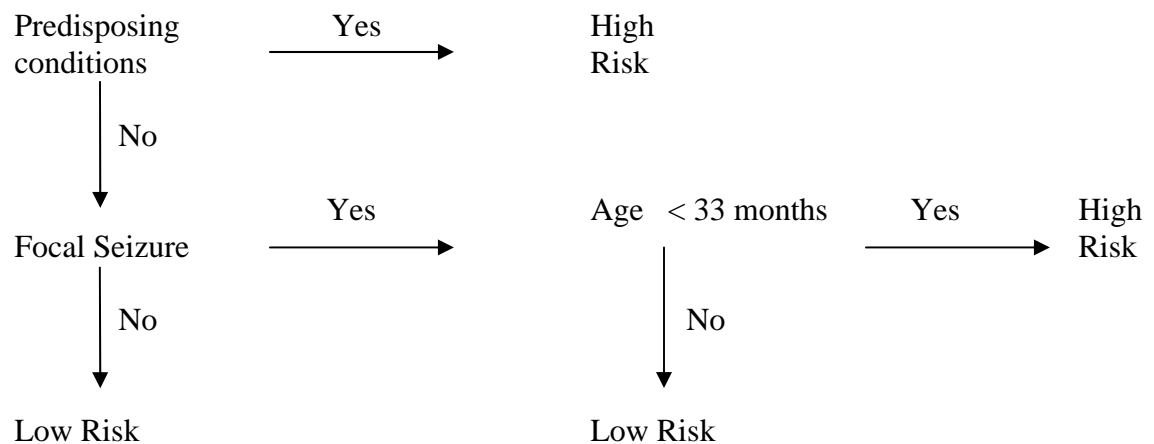 Predisposing Yes High
conditions Risk
No
Yes Age < 33 months Yes High
Focal Seizure Risk
No No
Low Risk Low Risk